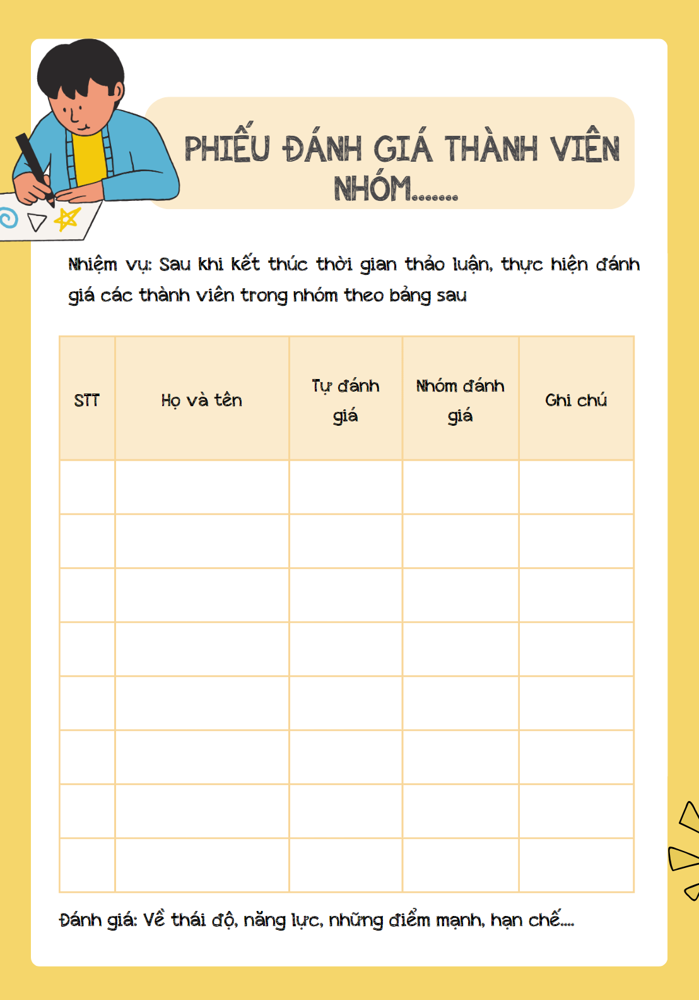 PHIẾU ĐÁNH GIÁ THÀNH VIÊN
NHÓM.......
Nhiệm vụ: Sau khi kết thúc thời gian thảo luận, thực hiện đánh
giá các thành viên trong nhóm theo bảng sau
STT
Họ và tên
Tự đánh
giá
Nhóm đánh
giá
Ghi chú
Đánh giá: Về thái độ, năng lực, những điểm mạnh, hạn chế....